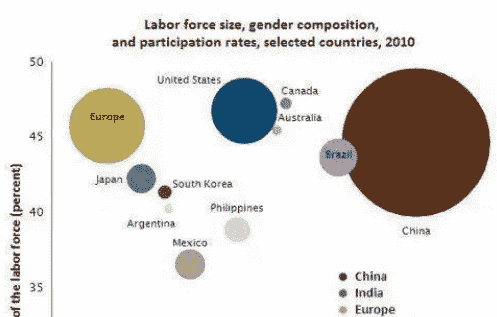 Labor force size, gender composition,
and participation rates, selected countries, 2010
50
United States
Canada
Europe
Australia
45
Brazil
Japan
South Korea
40
Argentina
Philippines
China
Mexico
China
35
India
Europe
of the labor force (percent)